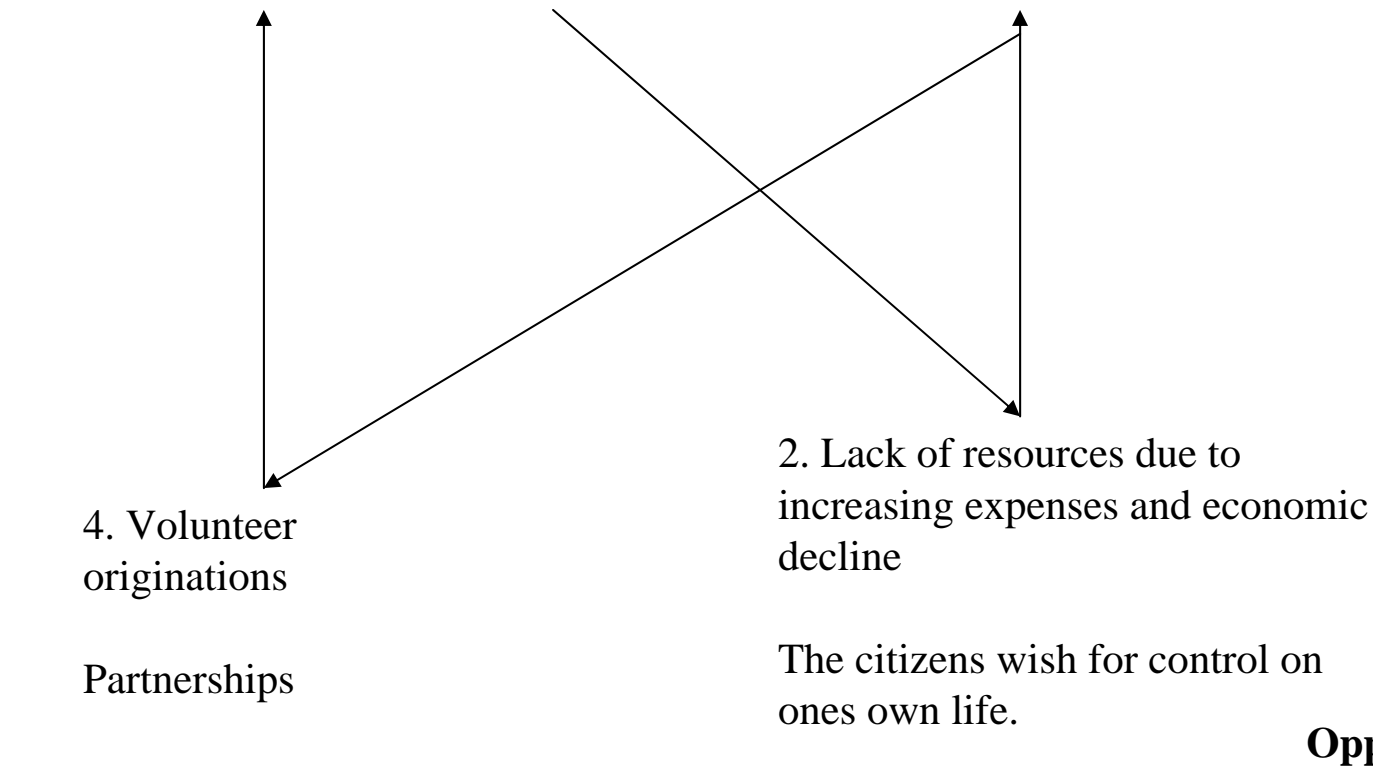 2. Lack of resources due to
increasing expenses and economic
decline
4. Volunteer
originations
Partnerships
The citizens wish for control on
ones own life.